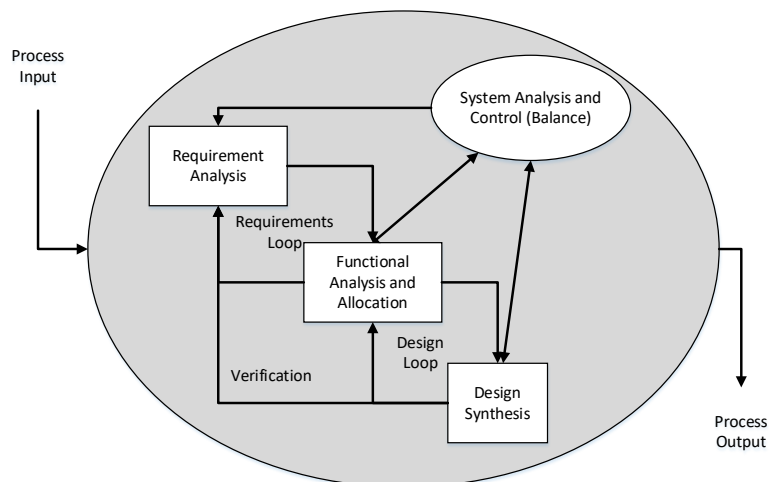 Process
Input
System Analysis and
Control (Balance)
Requirement
Analysis
Requirements
Loop
Functional
Analysis and
Allocation
Design
Loop
Verification
Design
Synthesis
Process
Output